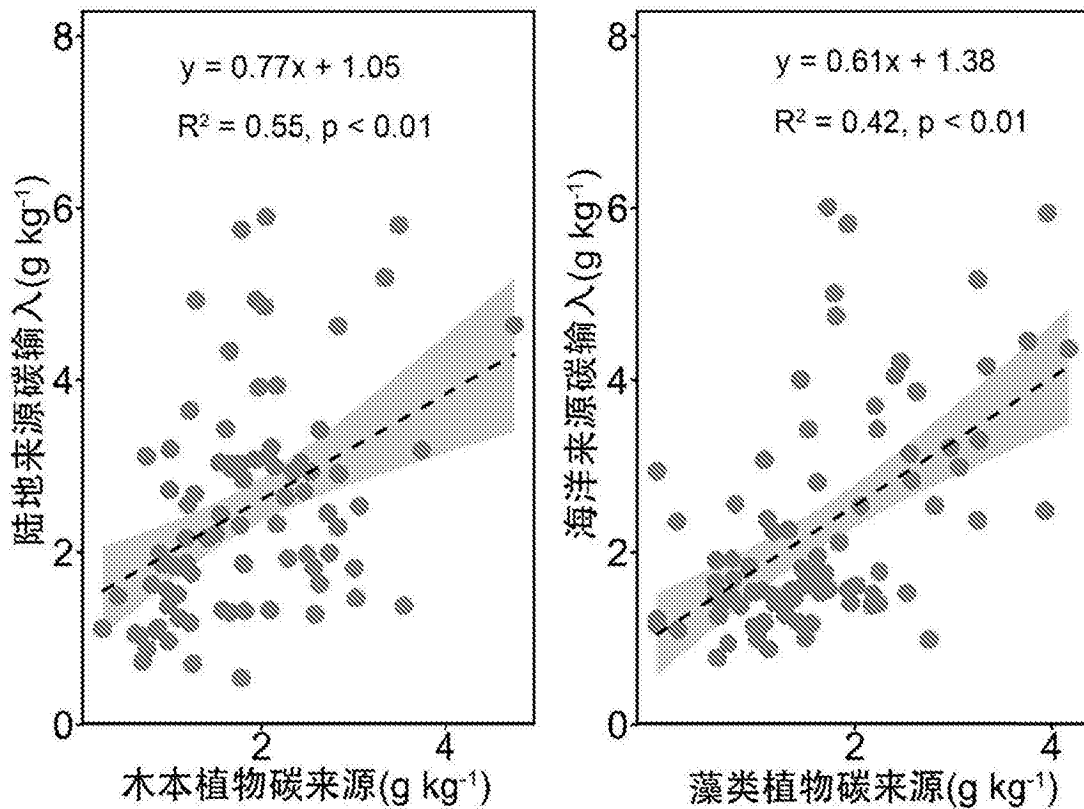 8
6
4
2
0
陆地来源碳输入(g kg⁻¹)
y = 0.77x + 1.05
R² = 0.55, p < 0.01
2
4
木本植物碳来源(g kg⁻¹)
8
6
4
2
0
海洋来源碳输入(g kg⁻¹)
y = 0.61x + 1.38
R² = 0.42, p < 0.01
2
4
藻类植物碳来源(g kg⁻¹)